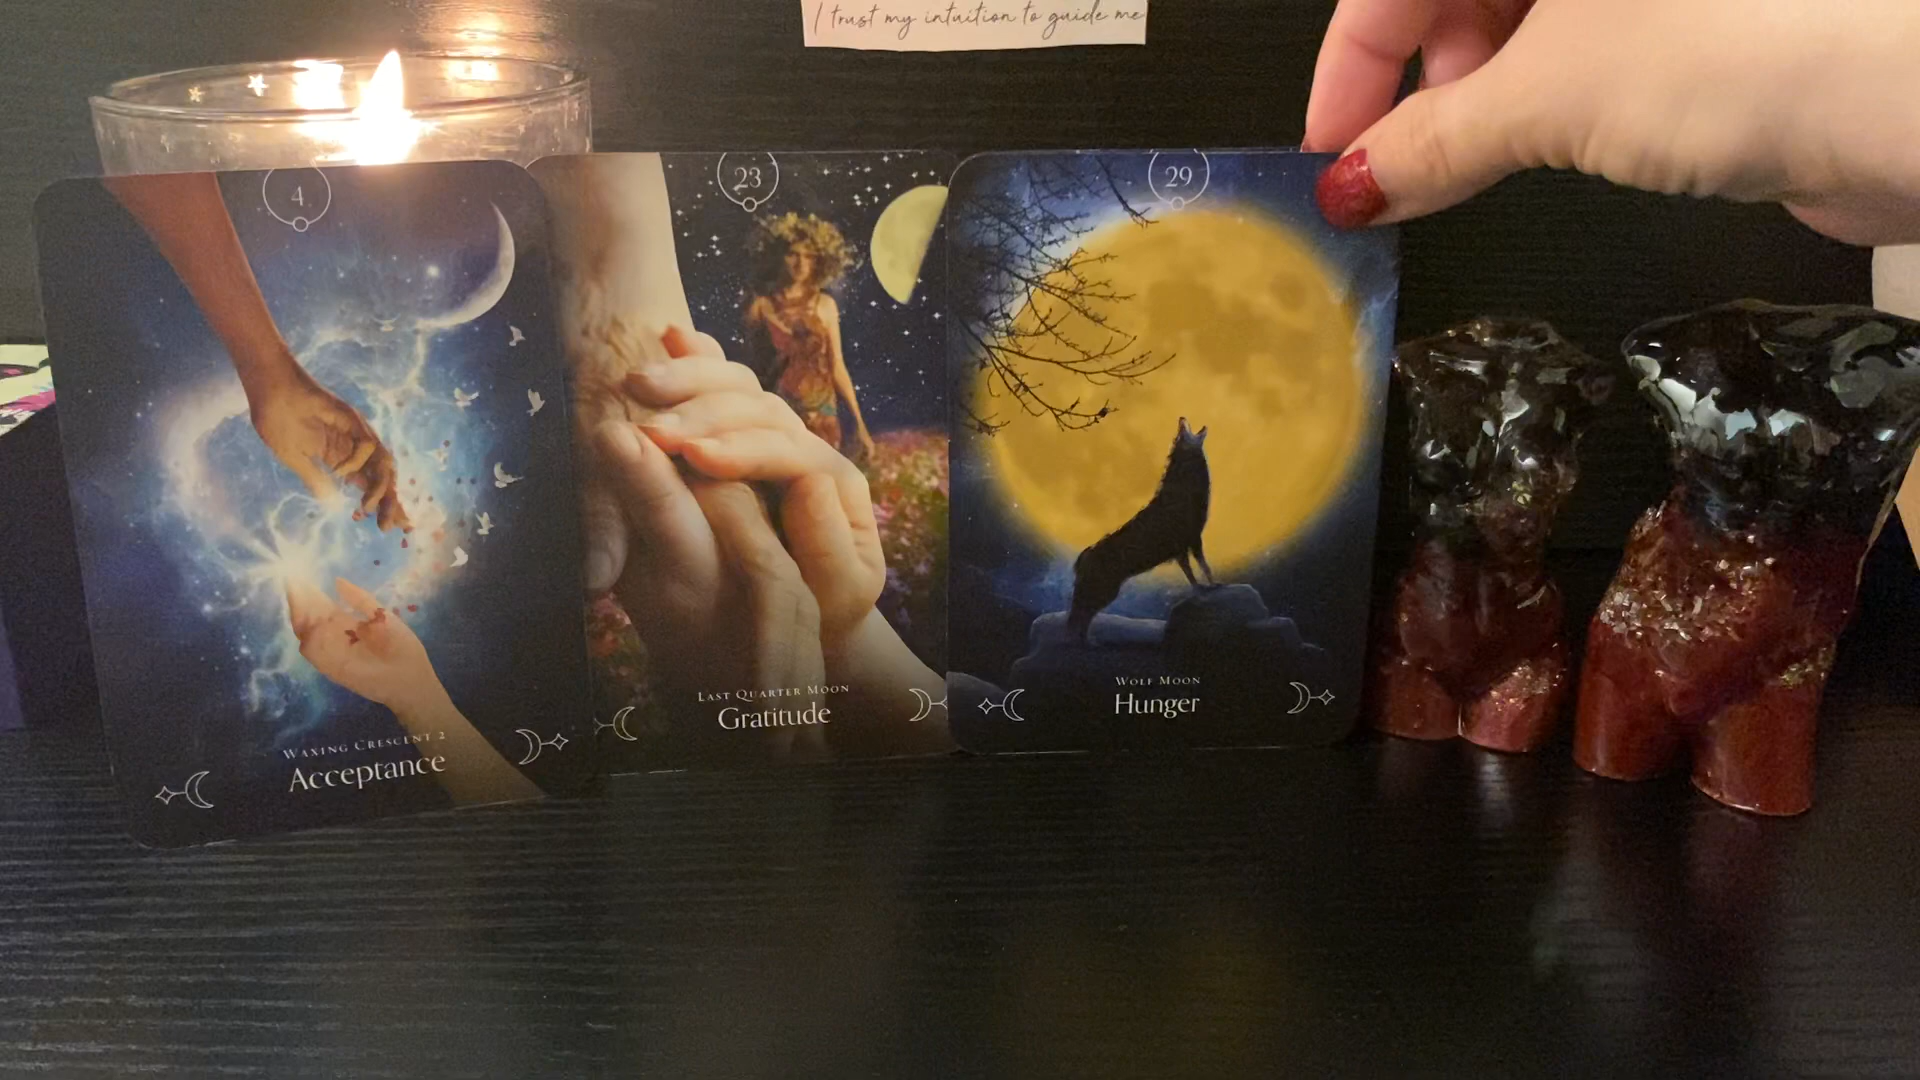 I trust my intuition to guide me
4
WAXING CRESCENT 2
Acceptance
23
LAST QUARTER MOON
Gratitude
29
WOLF MOON
Hunger